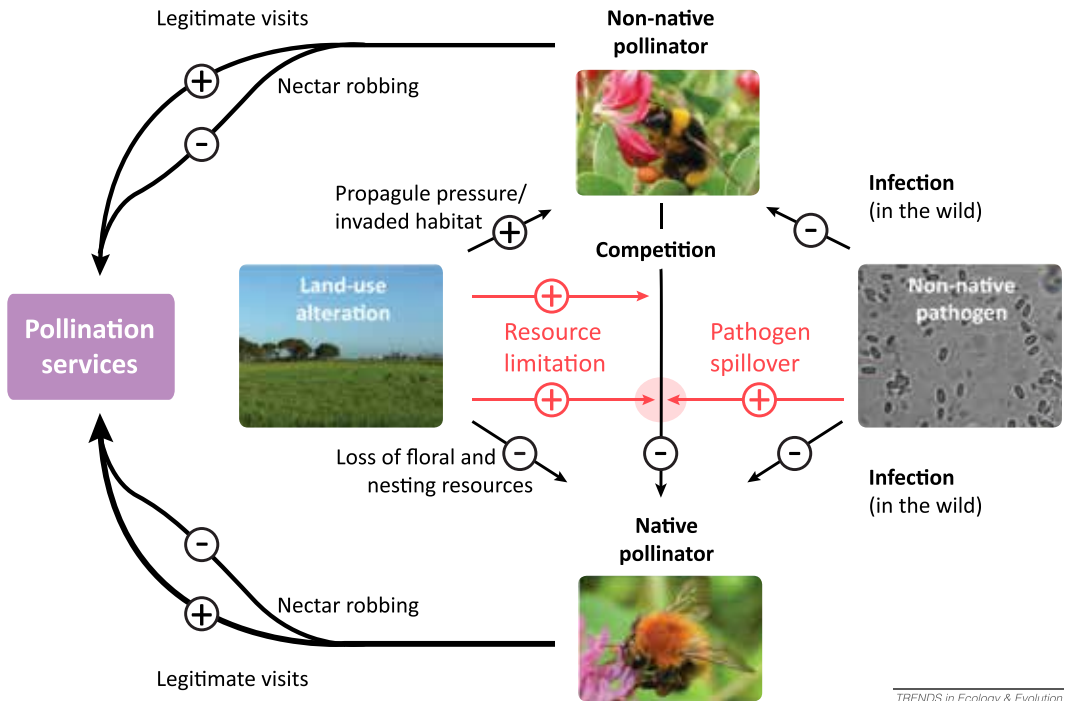 Legitimate visits
Non-native
pollinator
+
Nectar robbing
-
Propagule pressure/
invaded habitat
+
Infection
(in the wild)
-
Competition
Land-use
alteration
Non-native
pathogen
+
Pollination
services
Resource
limitation
Pathogen
spillover
+
+
Loss of floral and
nesting resources
-
-
-
Infection
(in the wild)
Native
pollinator
-
Nectar robbing
+
Legitimate visits
TRENDS in Ecology & Evolution